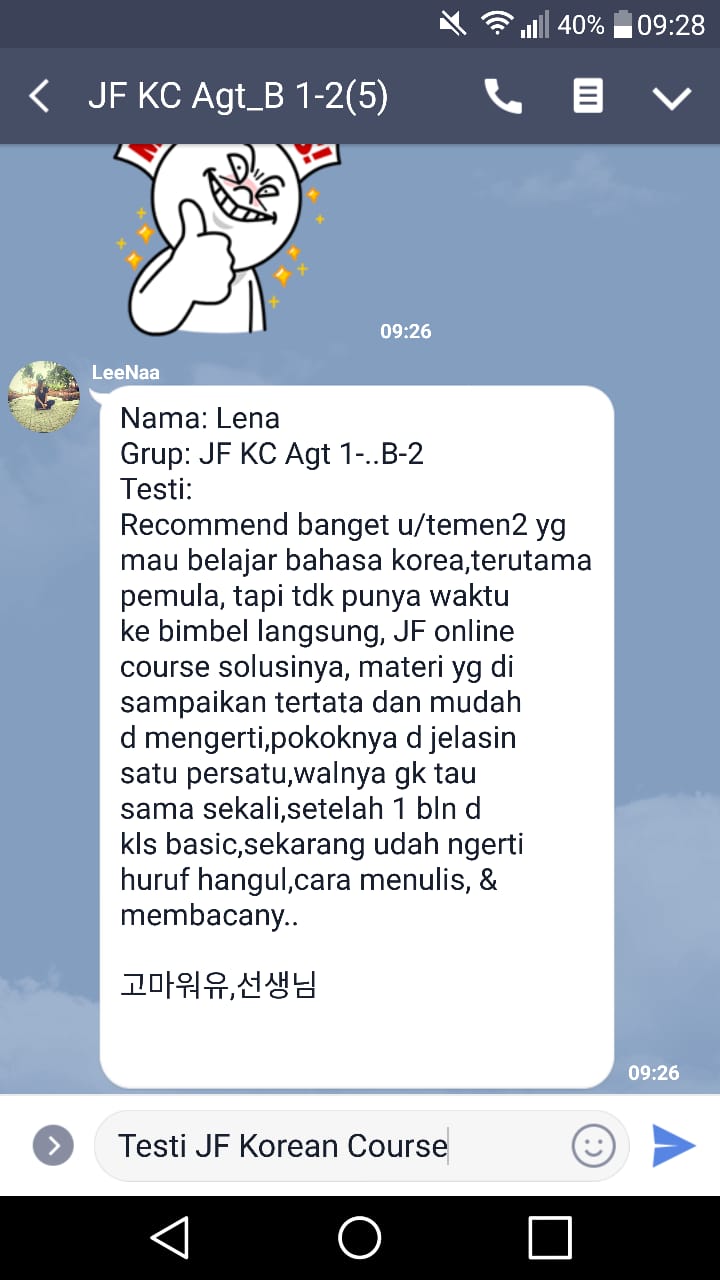 40% 09:28
JF KC Agt_B 1-2(5)
09:26
LeeNaa
Nama: Lena
Grup: JF KC Agt 1-..B-2
Testi:
Recommend banget u/temen2 yg
mau belajar bahasa korea,terutama
pemula, tapi tdk punya waktu
ke bimbel langsung, JF online
course solusinya, materi yg di
sampaikan tertata dan mudah
d mengerti,pokoknya d jelasin
satu persatu,walnya gk tau
sama sekali,setelah 1 bln d
kls basic,sekarang udah ngerti
huruf hangul,cara menulis, &
membacany..
고마워유,선생님
09:26
Testi JF Korean Course